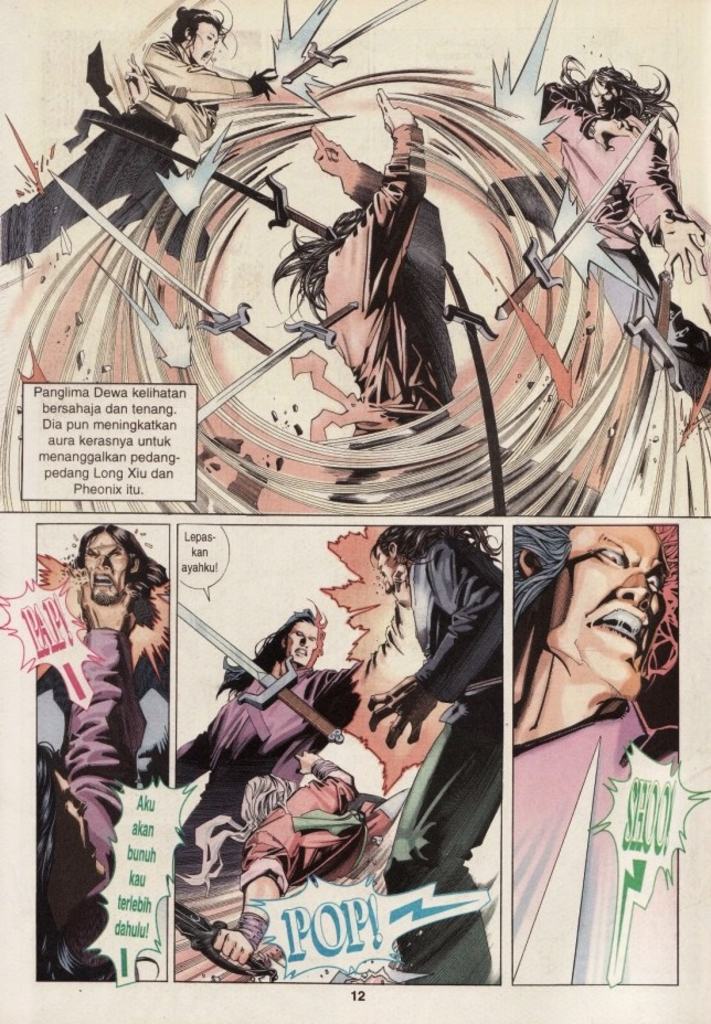 Panglima Dewa kelihatan
bersahaja dan tenang.
Dia pun meningkatkan
aura kerasnya untuk
menanggalkan pedang-
pedang Long Xiu dan
Pheonix itu.
PAP!
Aku
akan
bunuh
kau
terlebih
dahulu!
Lepas-
kan
ayahku!
POP!
SHOO!
12